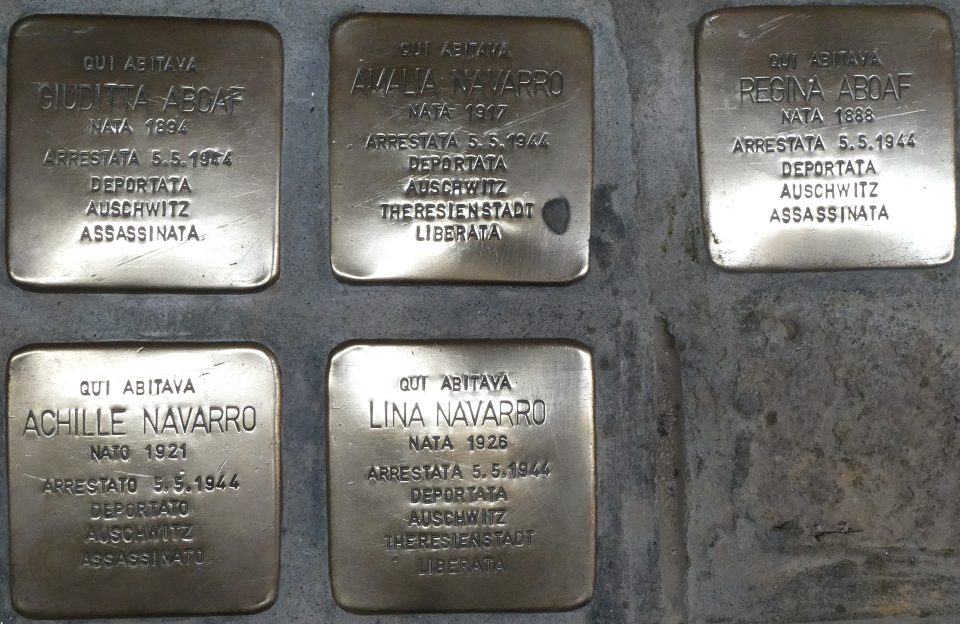 QUI ABITAVA
GIUDITTA ABOAF
NATA 1894
ARRESTATA 5.5.1944
DEPORTATA
AUSCHWITZ
ASSASSINATA
QUI ABITAVA
AMALIA NAVARRO
NATA 1917
ARRESTATA 5.5.1944
DEPORTATA
AUSCHWITZ
THERESIENSTADT
LIBERATA
QUI ABITAVA
REGINA ABOAF
NATA 1888
ARRESTATA 5.5.1944
DEPORTATA
AUSCHWITZ
ASSASSINATA
QUI ABITAVA
ACHILLE NAVARRO
NATO 1921
ARRESTATO 5.5.1944
DEPORTATO
AUSCHWITZ
ASSASSINATO
QUI ABITAVA
LINA NAVARRO
NATA 1926
ARRESTATA 5.5.1944
DEPORTATA
AUSCHWITZ
THERESIENSTADT
LIBERATA